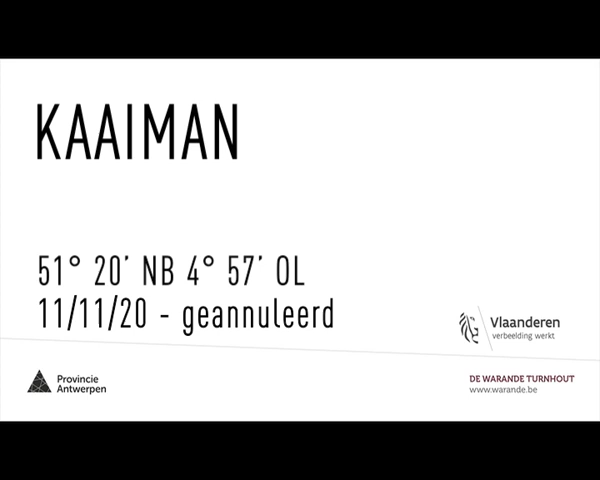 KAAIMAN
51° 20’ NB 4° 57’ OL
11/11/20 - geannuleerd
Vlaanderen
verbeelding werkt
Provincie
Antwerpen
DE WARANDE TURNHOUT
www.warande.be